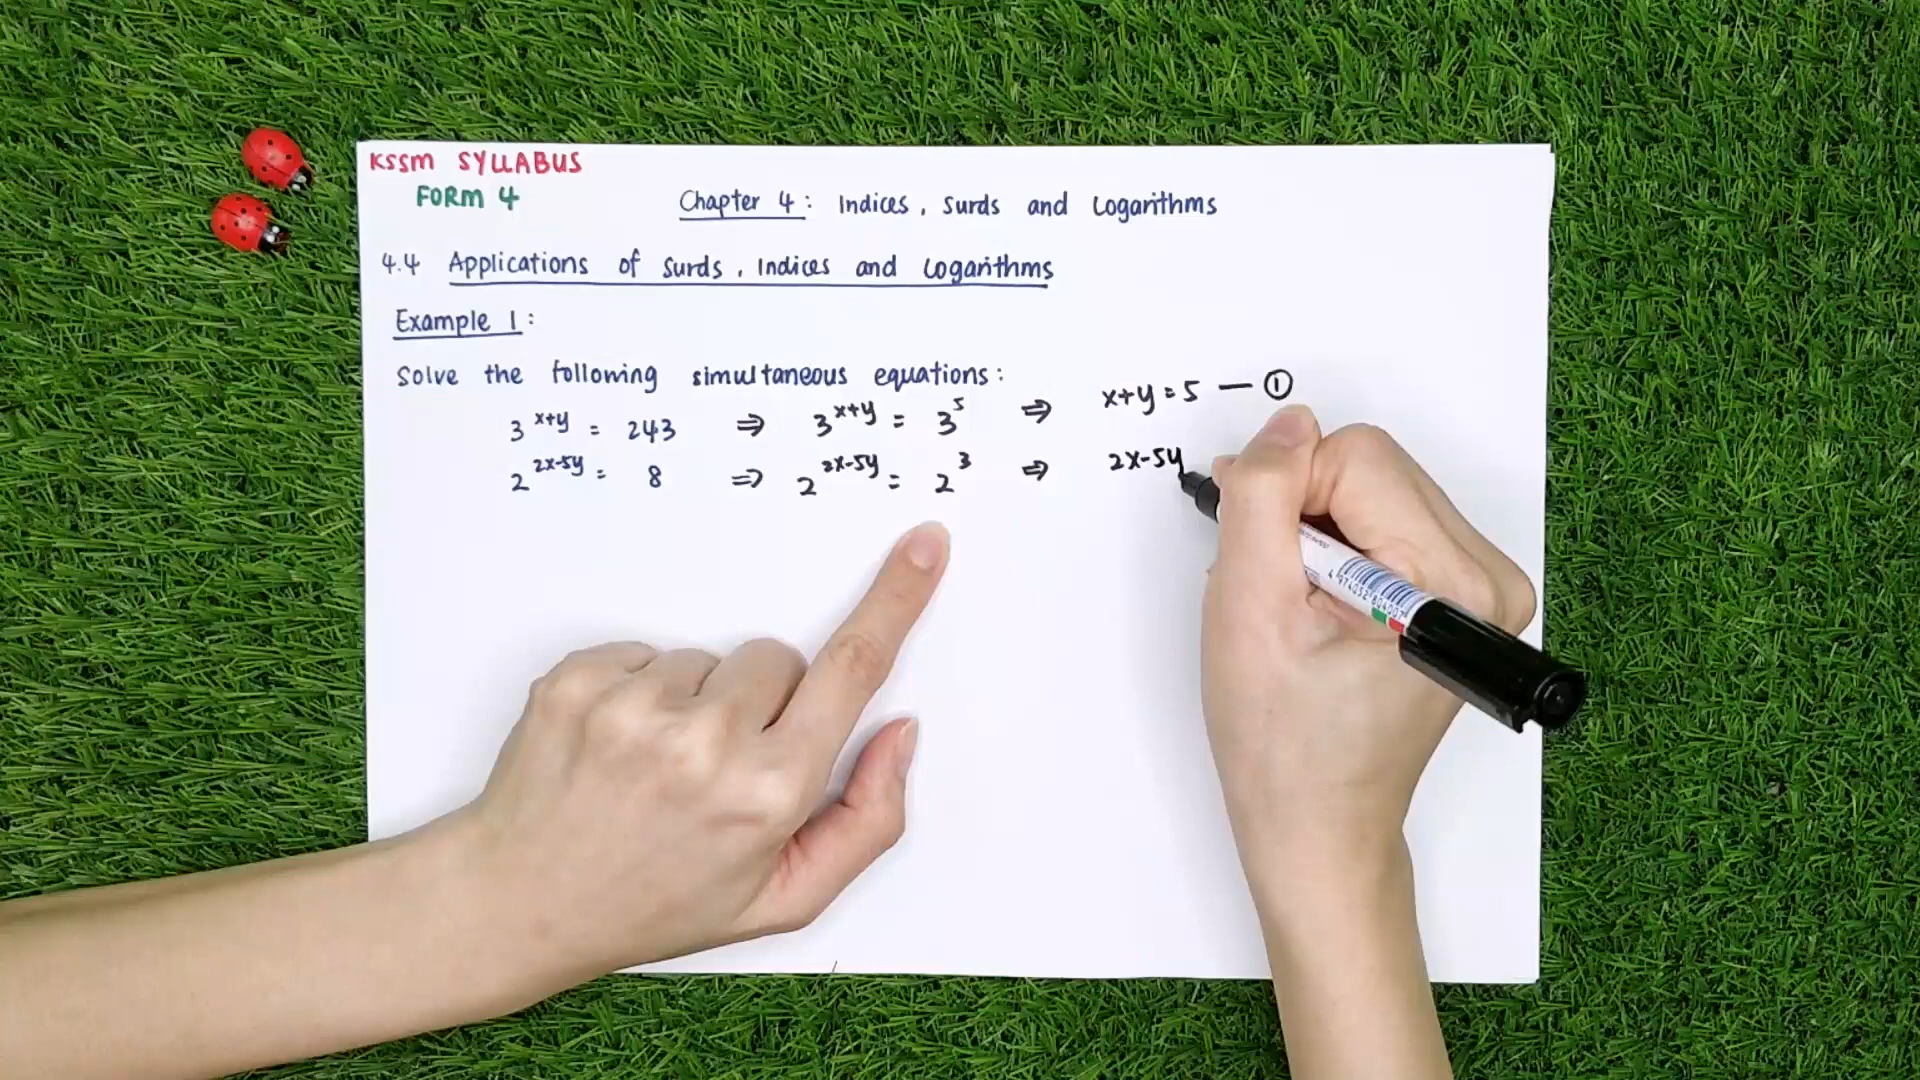 KSSM SYLLABUS
FORM 4
Chapter 4: Indices, Surds and Logarithms
4.4 Applications of Surds, Indices and Logarithms
Example 1:
Solve the following simultaneous equations:
3^{x+y} = 243 ⇒ 3^{x+y} = 3^5 ⇒ x+y=5 — ①
2^{2x-5y} = 8 ⇒ 2^{2x-5y} = 2^3 ⇒ 2x-5y
4974052804007